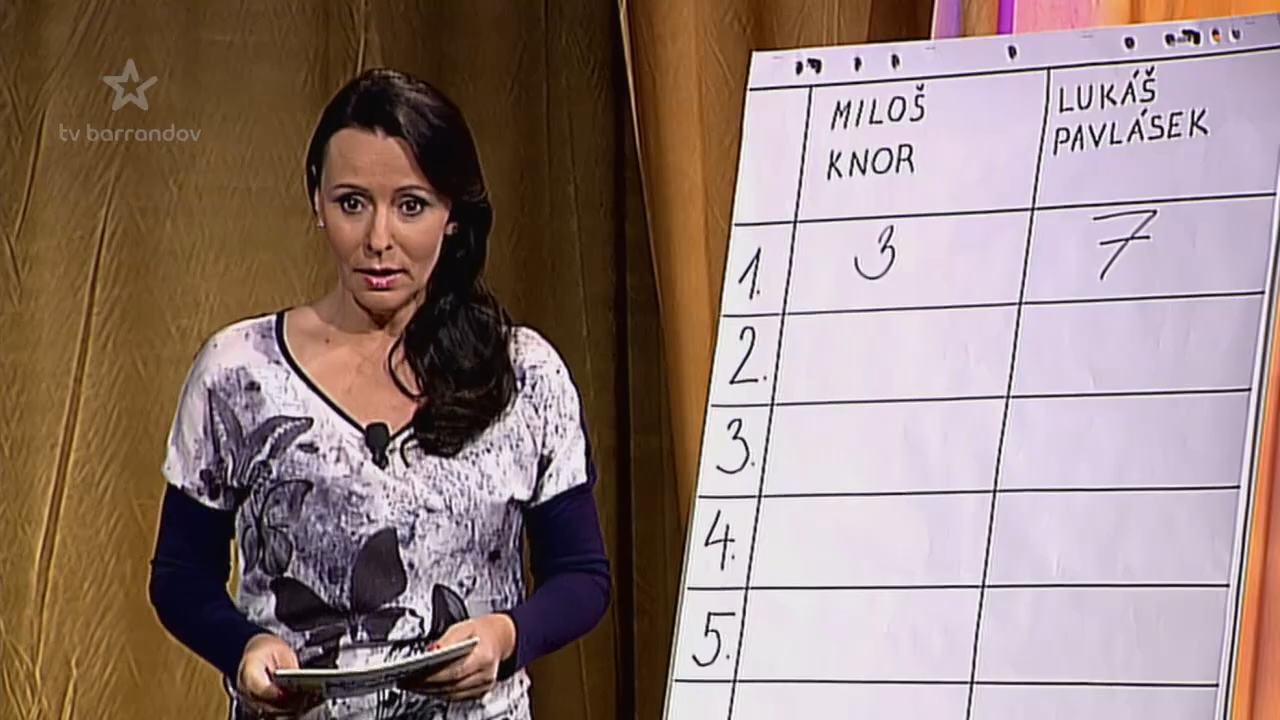 tv barrandov
MILOŠ
KNOR
LUKÁŠ
PAVLÁSEK
1.
3
7
2.
3.
4.
5.